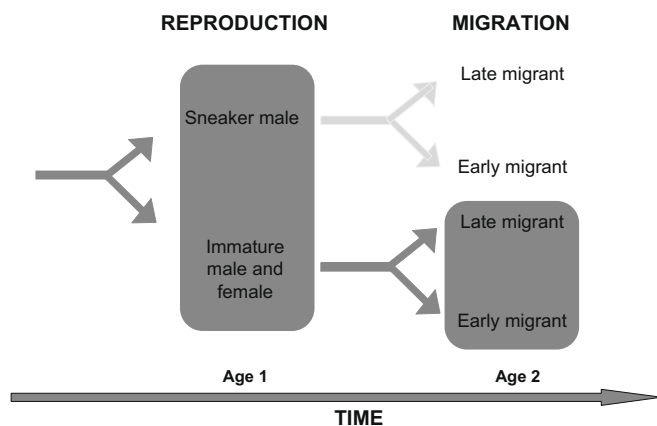 REPRODUCTION
MIGRATION
Late migrant
Sneaker male
Early migrant
Late migrant
Immature
male and
female
Early migrant
Age 1
Age 2
TIME